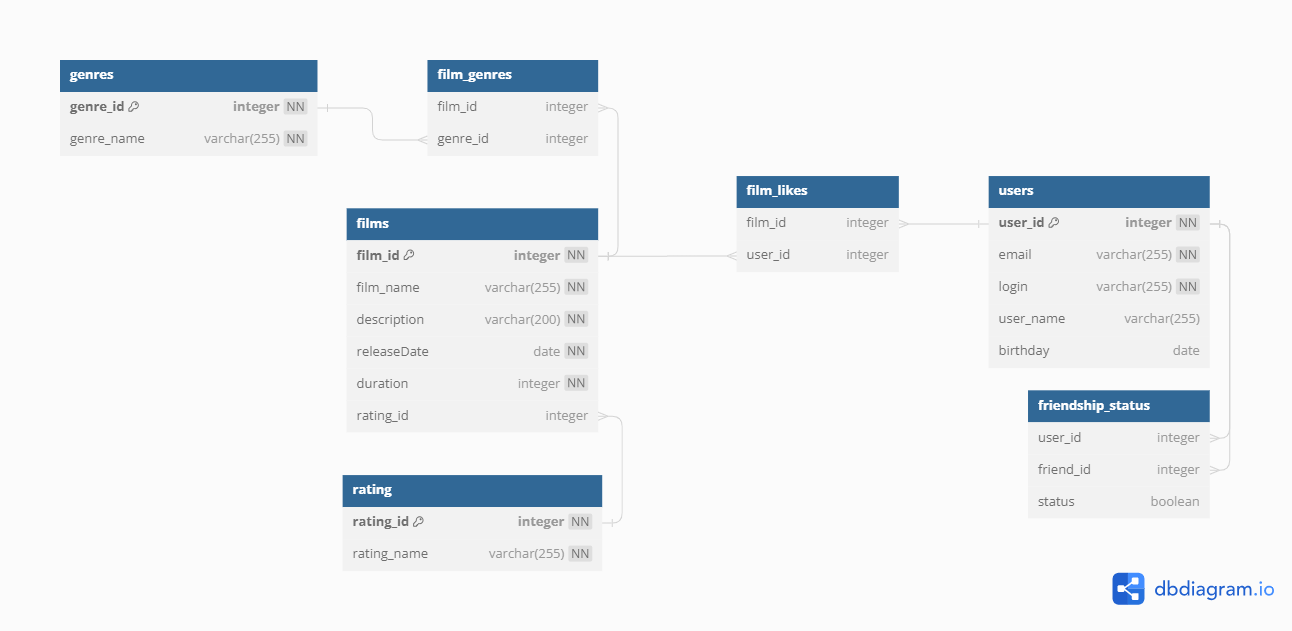 genres
genre_id integer NN
genre_name varchar(255) NN
film_genres
film_id integer
genre_id integer
films
film_id integer NN
film_name varchar(255) NN
description varchar(200) NN
releaseDate date NN
duration integer NN
rating_id integer
rating
rating_id integer NN
rating_name varchar(255) NN
film_likes
film_id integer
user_id integer
users
user_id integer NN
email varchar(255) NN
login varchar(255) NN
user_name varchar(255)
birthday date
friendship_status
user_id integer
friend_id integer
status boolean
dbdiagram.io